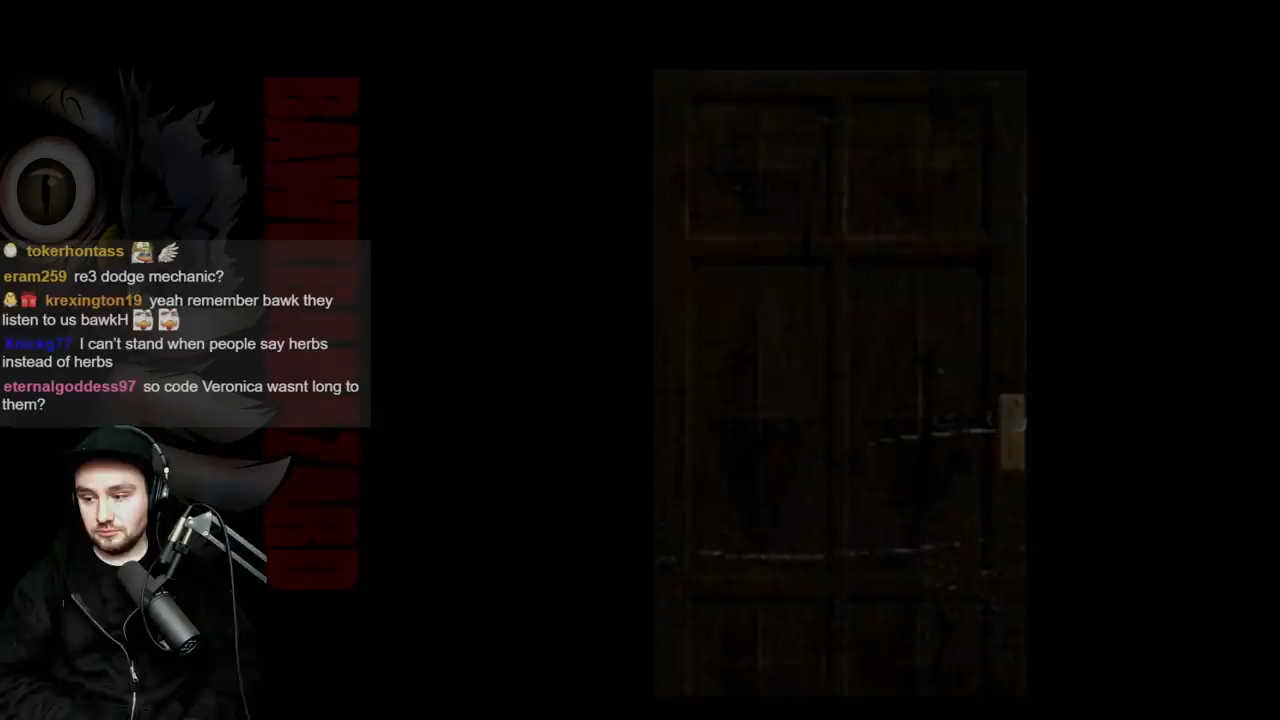 tokerhontass
eram259 re3 dodge mechanic?
krexington19 yeah remember bawk they
listen to us bawkH
Xnickg77 I can't stand when people say herbs
instead of herbs
eternalgoddess97 so code Veronica wasnt long to
them?